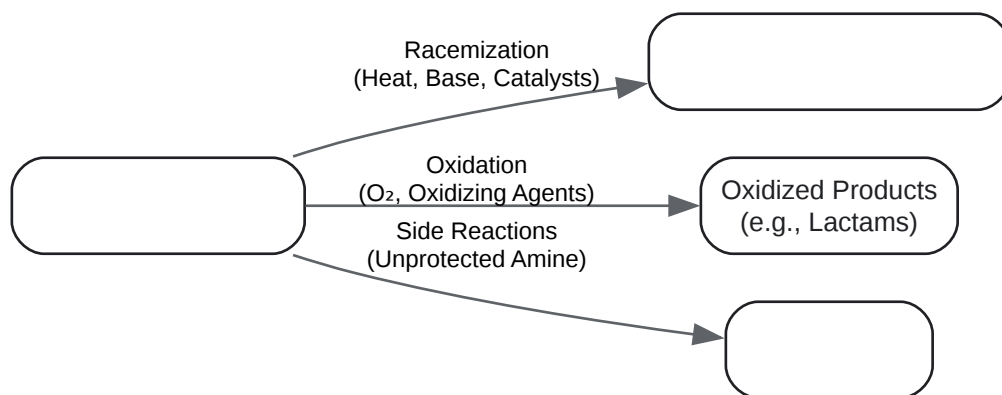 Racemization
(Heat, Base, Catalysts)
Oxidation
(O₂, Oxidizing Agents)
Oxidized Products
(e.g., Lactams)
Side Reactions
(Unprotected Amine)